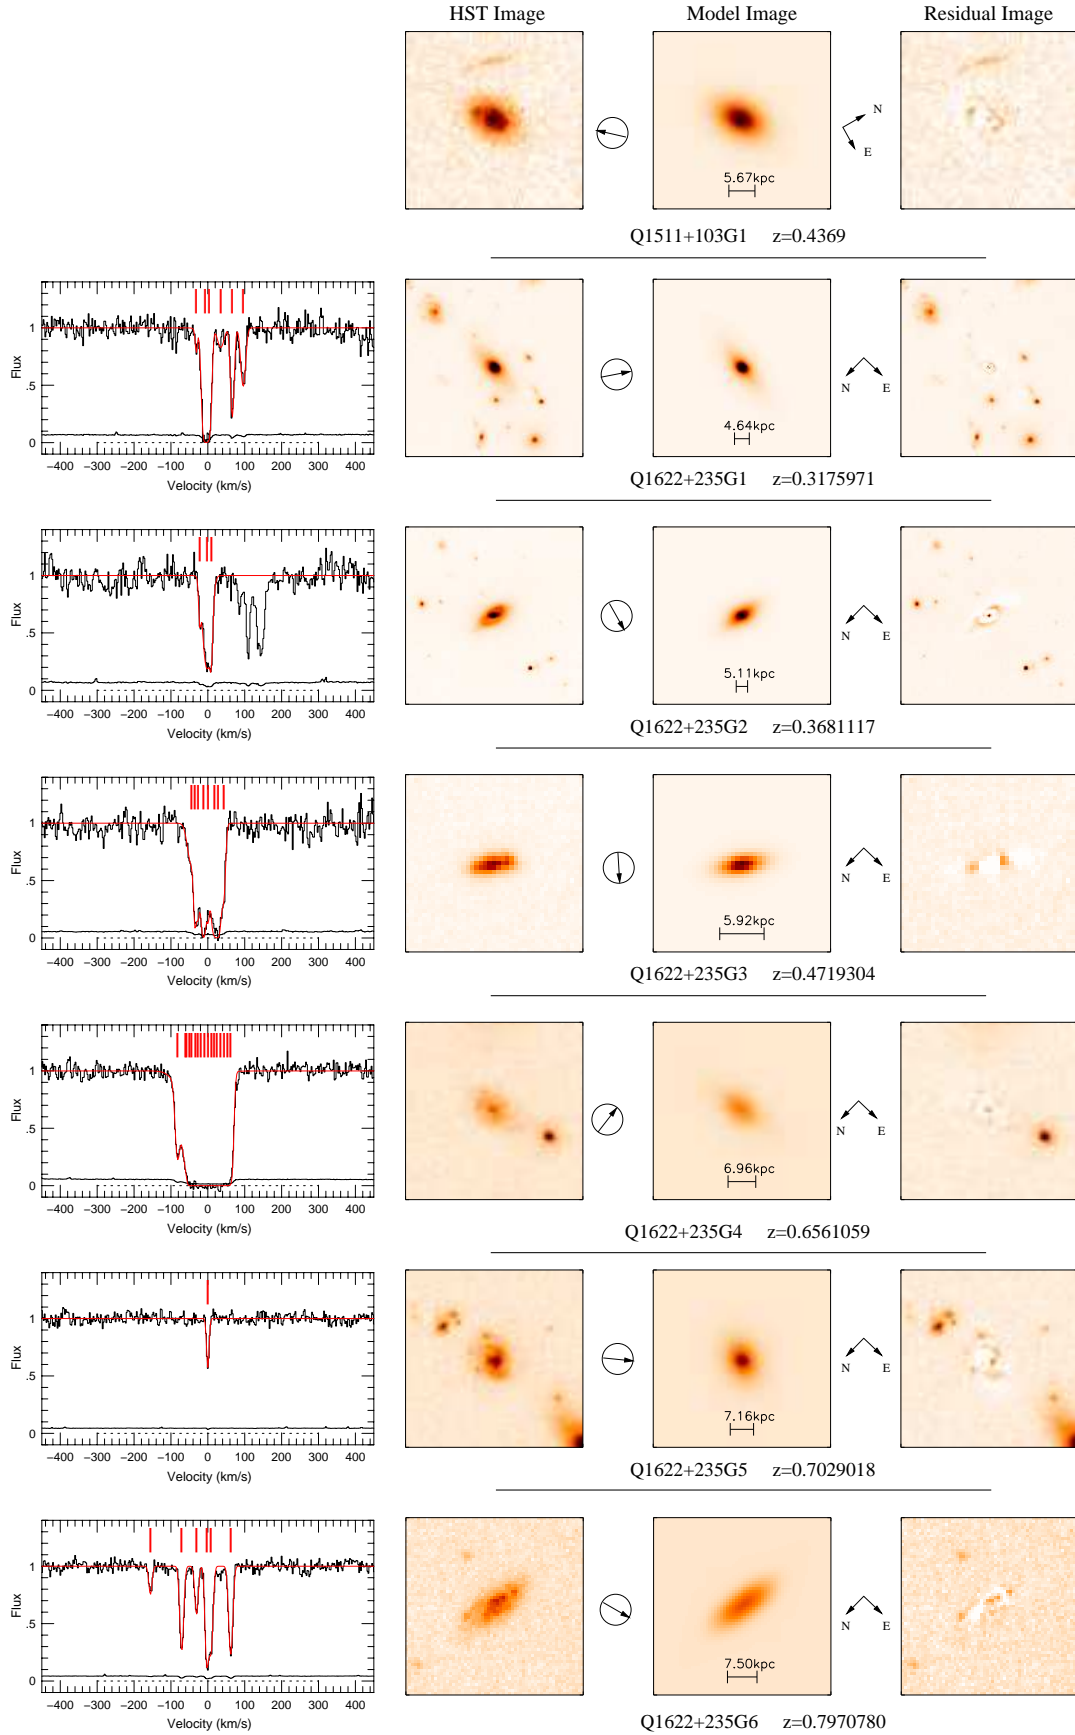 HST Image Model Image Residual Image
N
E
5.67kpc
Q1511+103G1 z=0.4369
Flux
1
.5
0
−400 −300 −200 −100 0 100 200 300 400
Velocity (km/s)
4.64kpc
N E
Q1622+235G1 z=0.3175971
Flux
1
.5
0
−400 −300 −200 −100 0 100 200 300 400
Velocity (km/s)
5.11kpc
N E
Q1622+235G2 z=0.3681117
Flux
1
.5
0
−400 −300 −200 −100 0 100 200 300 400
Velocity (km/s)
5.92kpc
N E
Q1622+235G3 z=0.4719304
Flux
1
.5
0
−400 −300 −200 −100 0 100 200 300 400
Velocity (km/s)
6.96kpc
N E
Q1622+235G4 z=0.6561059
Flux
1
.5
0
−400 −300 −200 −100 0 100 200 300 400
Velocity (km/s)
7.16kpc
N E
Q1622+235G5 z=0.7029018
Flux
1
.5
0
−400 −300 −200 −100 0 100 200 300 400
Velocity (km/s)
7.50kpc
N E
Q1622+235G6 z=0.7970780